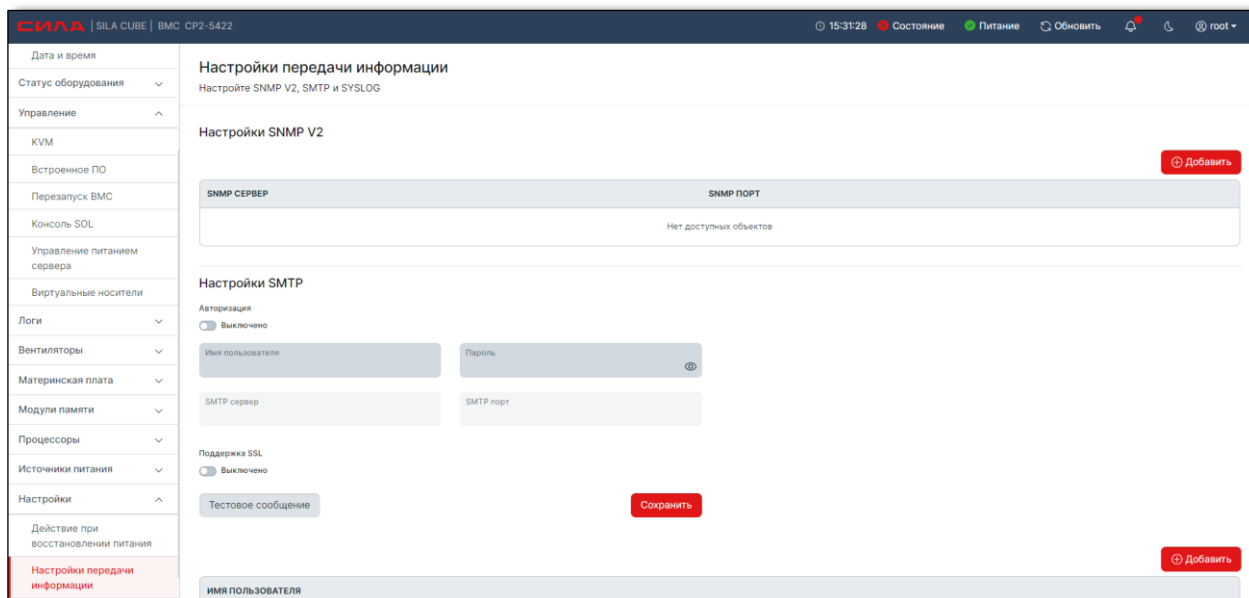 СИЛА | SILA CUBE | BMC CP2-5422
15:31:28 Состояние Питание Обновить root
Дата и время
Статус оборудования
Управление
KVM
Встроенное ПО
Перезапуск BMC
Консоль SOL
Управление питанием
сервера
Виртуальные носители
Логи
Вентиляторы
Материнская плата
Модули памяти
Процессоры
Источники питания
Настройки
Действие при
восстановлении питания
Настройки передачи
информации
Настройки передачи информации
Настройте SNMP V2, SMTP и SYSLOG
Настройки SNMP V2
Добавить
SNMP СЕРВЕР SNMP ПОРТ
Нет доступных объектов
Настройки SMTP
Авторизация
Выключено
Имя пользователя Пароль
SMTP сервер SMTP порт
Поддержка SSL
Выключено
Тестовое сообщение Сохранить
Добавить
ИМЯ ПОЛЬЗОВАТЕЛЯ